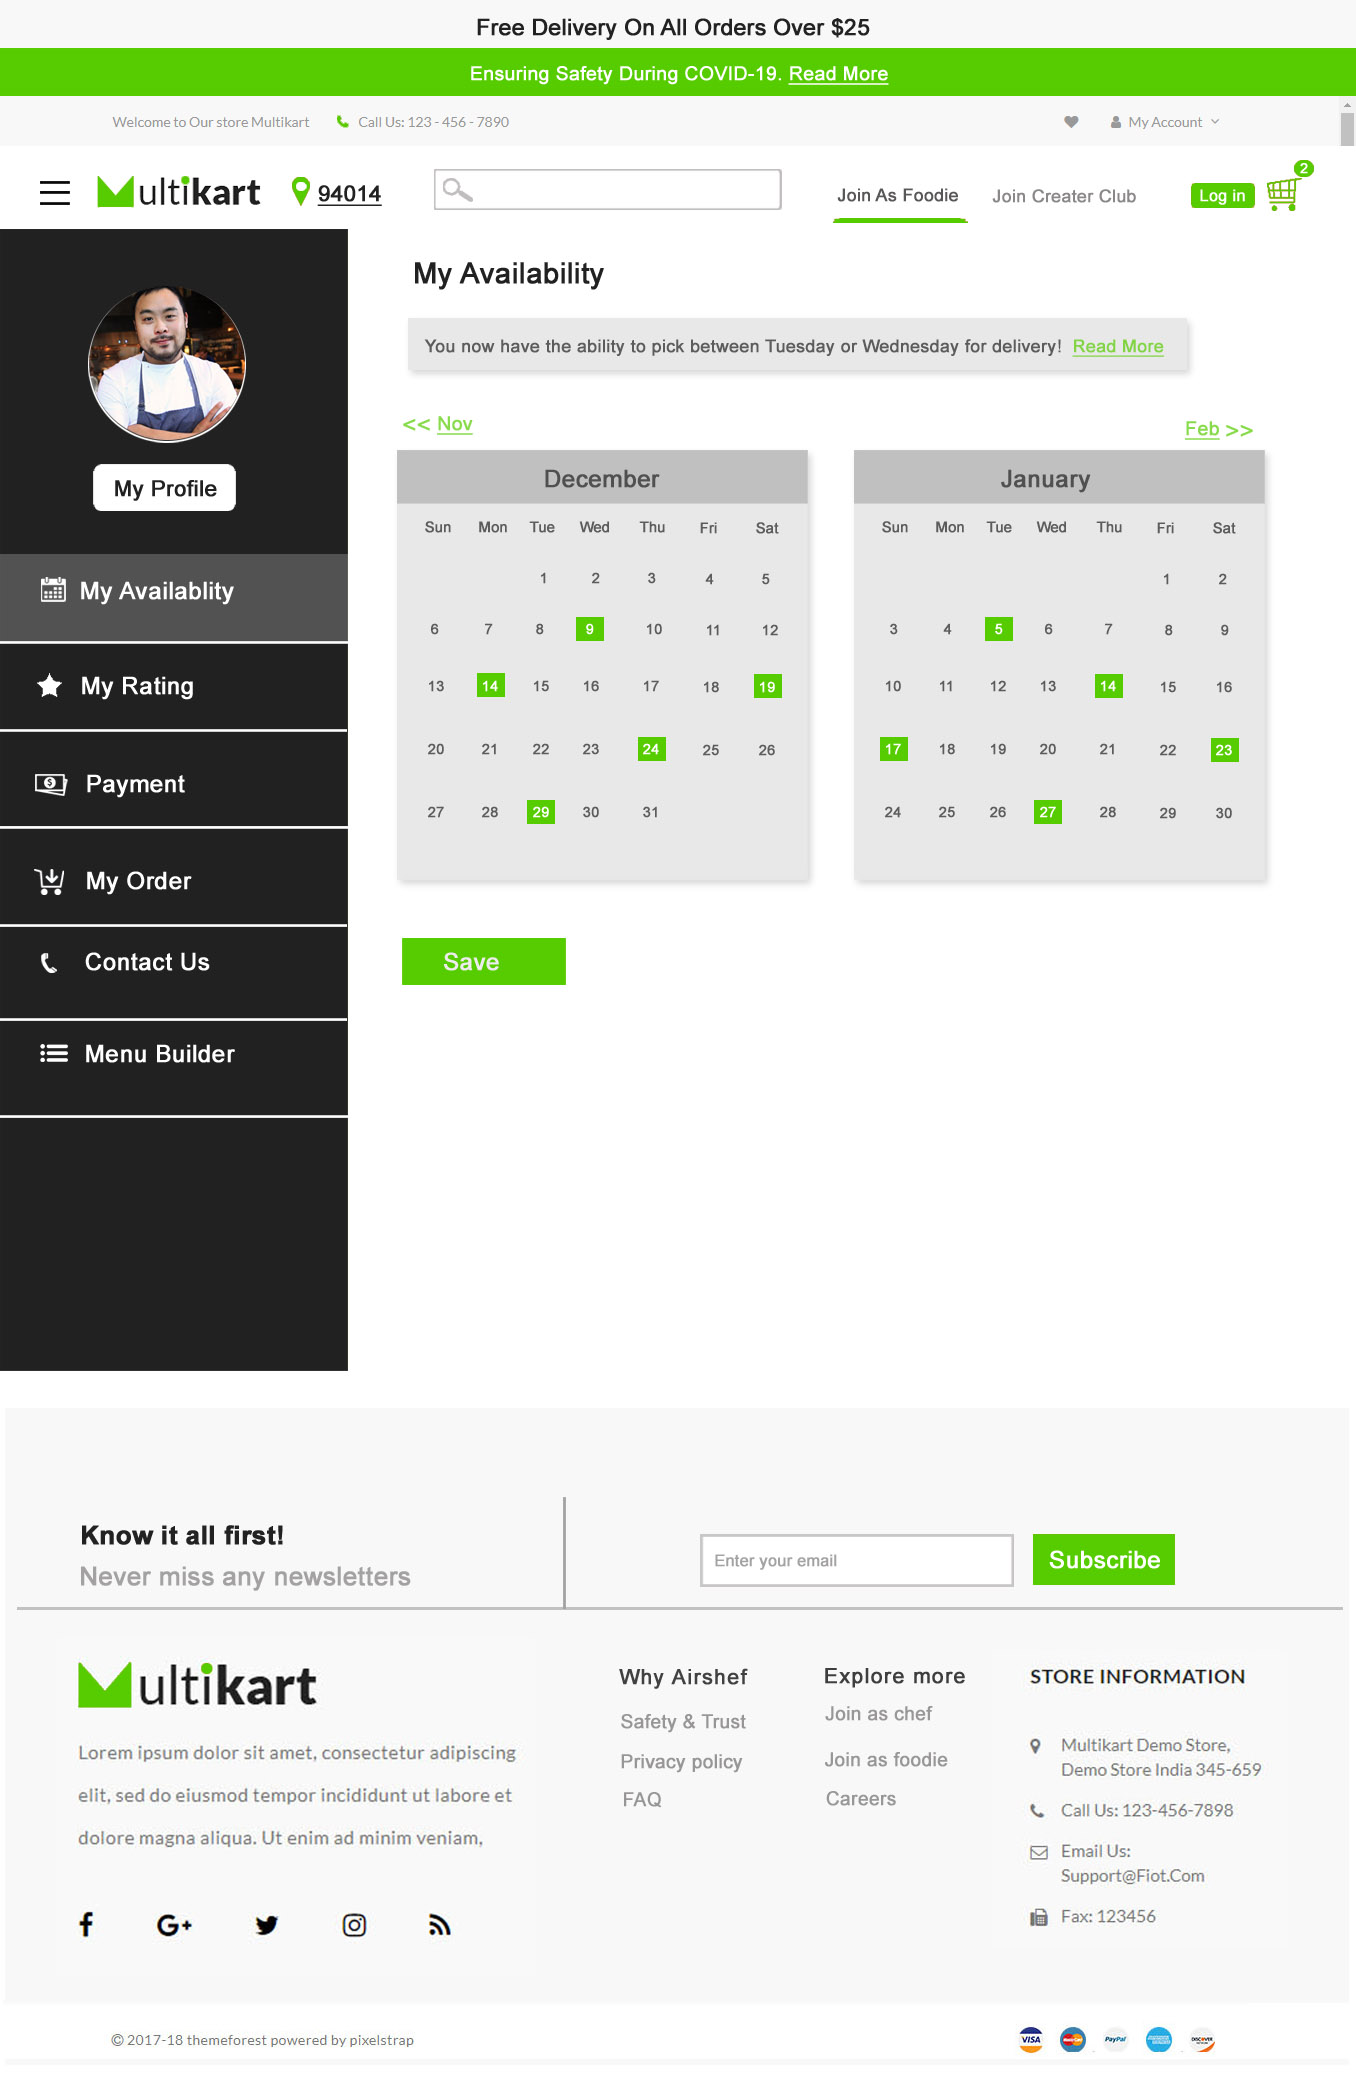 Free Delivery On All Orders Over $25
Ensuring Safety During COVID-19. Read More
Welcome to Our store Multikart Call Us: 123 - 456 - 7890 My Account
Multikart 94014 Join As Foodie Join Creater Club Log in 2
My Availability
You now have the ability to pick between Tuesday or Wednesday for delivery! Read More
My Profile
My Availablity
My Rating
Payment
My Order
Contact Us
Menu Builder
<< Nov
December
Sun Mon Tue Wed Thu Fri Sat
1 2 3 4 5
6 7 8 9 10 11 12
13 14 15 16 17 18 19
20 21 22 23 24 25 26
27 28 29 30 31
Feb >>
January
Sun Mon Tue Wed Thu Fri Sat
1 2
3 4 5 6 7 8 9
10 11 12 13 14 15 16
17 18 19 20 21 22 23
24 25 26 27 28 29 30
Save
Know it all first!
Never miss any newsletters
Enter your email
Subscribe
Multikart
Lorem ipsum dolor sit amet, consectetur adipiscing
elit, sed do eiusmod tempor incididunt ut labore et
dolore magna aliqua. Ut enim ad minim veniam,
G+
Why Airshef
Safety & Trust
Privacy policy
FAQ
Explore more
Join as chef
Join as foodie
Careers
STORE INFORMATION
Multikart Demo Store,
Demo Store India 345-659
Call Us: 123-456-7898
Email Us:
Support@Fiot.Com
Fax: 123456
© 2017-18 themeforest powered by pixelstrap
VISA MasterCard PayPal DISCOVER